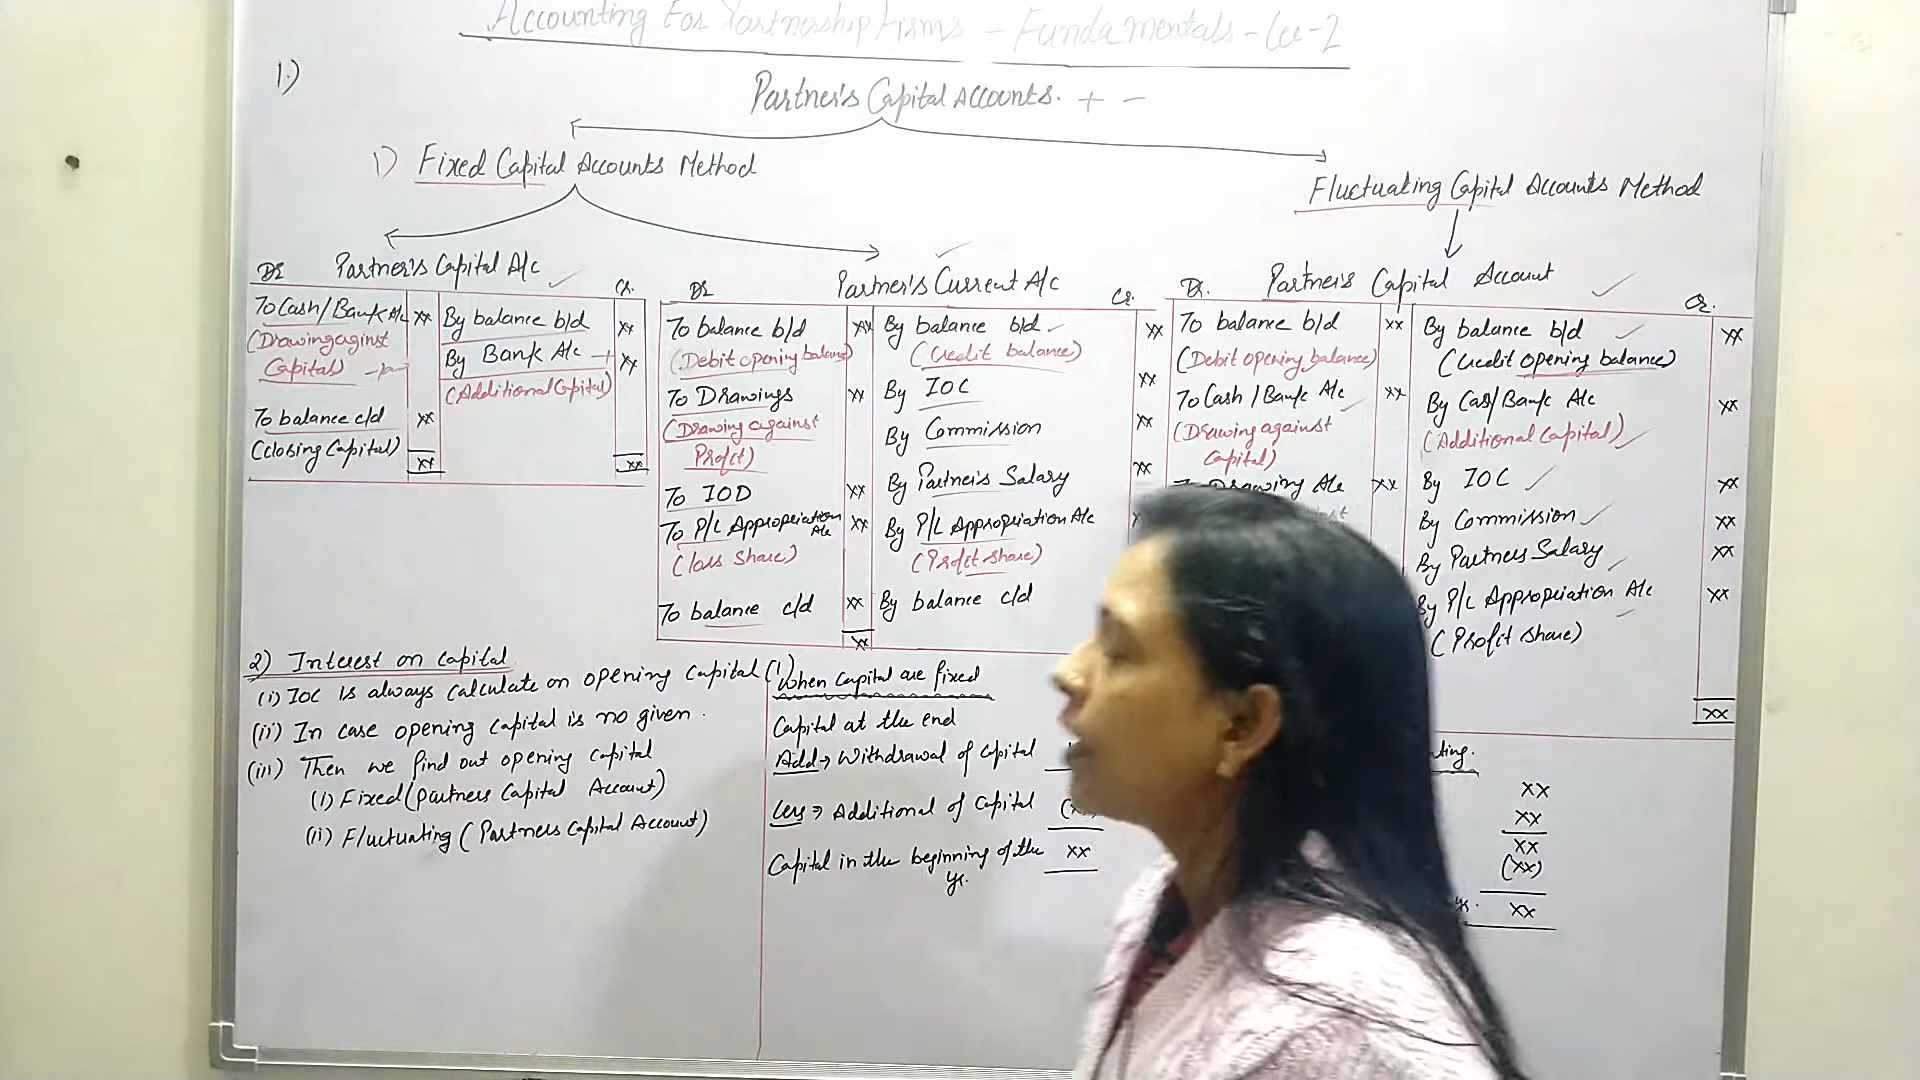 Accounting For Partnership Firms - Fundamentals - Lec-2
1.)
Partner's Capital Accounts. + -
1) Fixed Capital Accounts Method
Fluctuating Capital Accounts Method
Dr Partner's Capital A/c Cr.
To Cash/Bank A/c xx
(Drawing aginst
Capital)
To balance c/d xx
(closing Capital)
xx
By balance b/d xx
By Bank A/c xx
(Additional Capital)
xx
Dr Partner's Current A/c Cr.
To balance b/d xx
(Debit opening balance)
To Drawings xx
(Drawing against
Profit)
To IOD xx
To P/L Appropriation A/c xx
(loss share)
To balance c/d xx
xx
By balance b/d xx
(Credit balance)
By IOC xx
By Commission xx
By Partner's Salary xx
By P/L Appropriation A/c
(Profit share)
By balance c/d
Dr. Partner's Capital Account Cr.
To balance b/d xx
(Debit opening balance)
To Cash/Bank A/c xx
(Drawing against
Capital)
To Drawing A/c xx
By balance b/d xx
(Credit opening balance)
By Cash/Bank A/c xx
(Additional Capital)
By IOC xx
By Commission xx
By Partners Salary xx
By P/L Appropriation A/c xx
(Profit share)
xx
2) Interest on Capital
(i) IOC is always calculate on opening capital
(ii) In case opening capital is no given.
(iii) Then we find out opening capital
(i) Fixed (partners Capital Account)
(ii) Fluctuating (Partners Capital Account)
(1) When Capital are fixed
Capital at the end
Add → Withdrawal of Capital
Less → Additional of Capital
Capital in the beginning of the xx
yr.
xx
xx
xx
(xx)
yr. xx